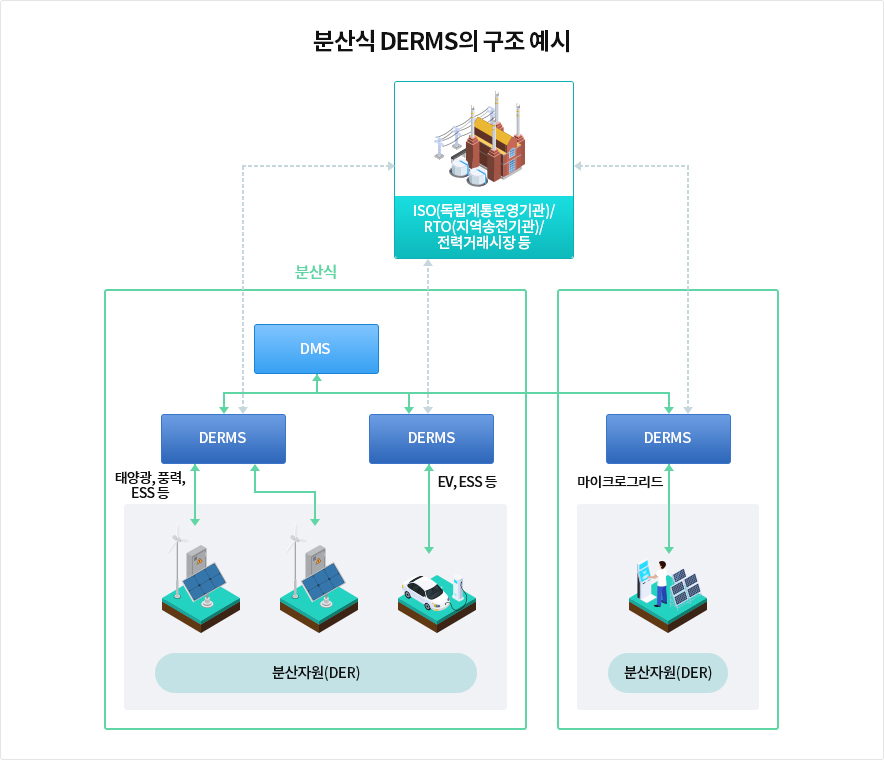 분산식 DERMS의 구조 예시
ISO(독립계통운영기관)/
RTO(지역송전기관)/
전력거래시장 등
분산식
DMS
DERMS
DERMS
DERMS
태양광, 풍력,
ESS 등
EV, ESS 등
마이크로그리드
분산자원(DER)
분산자원(DER)